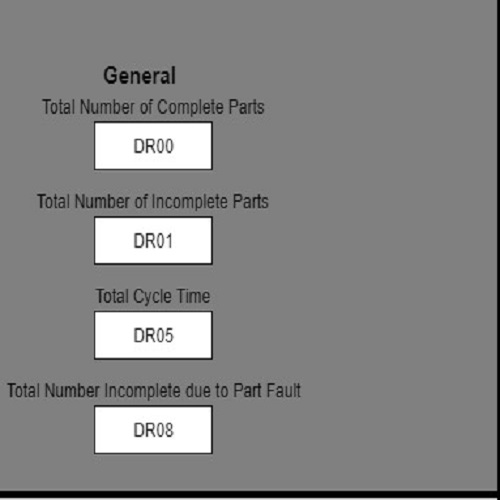 General
Total Number of Complete Parts
DR00
Total Number of Incomplete Parts
DR01
Total Cycle Time
DR05
Total Number Incomplete due to Part Fault
DR08